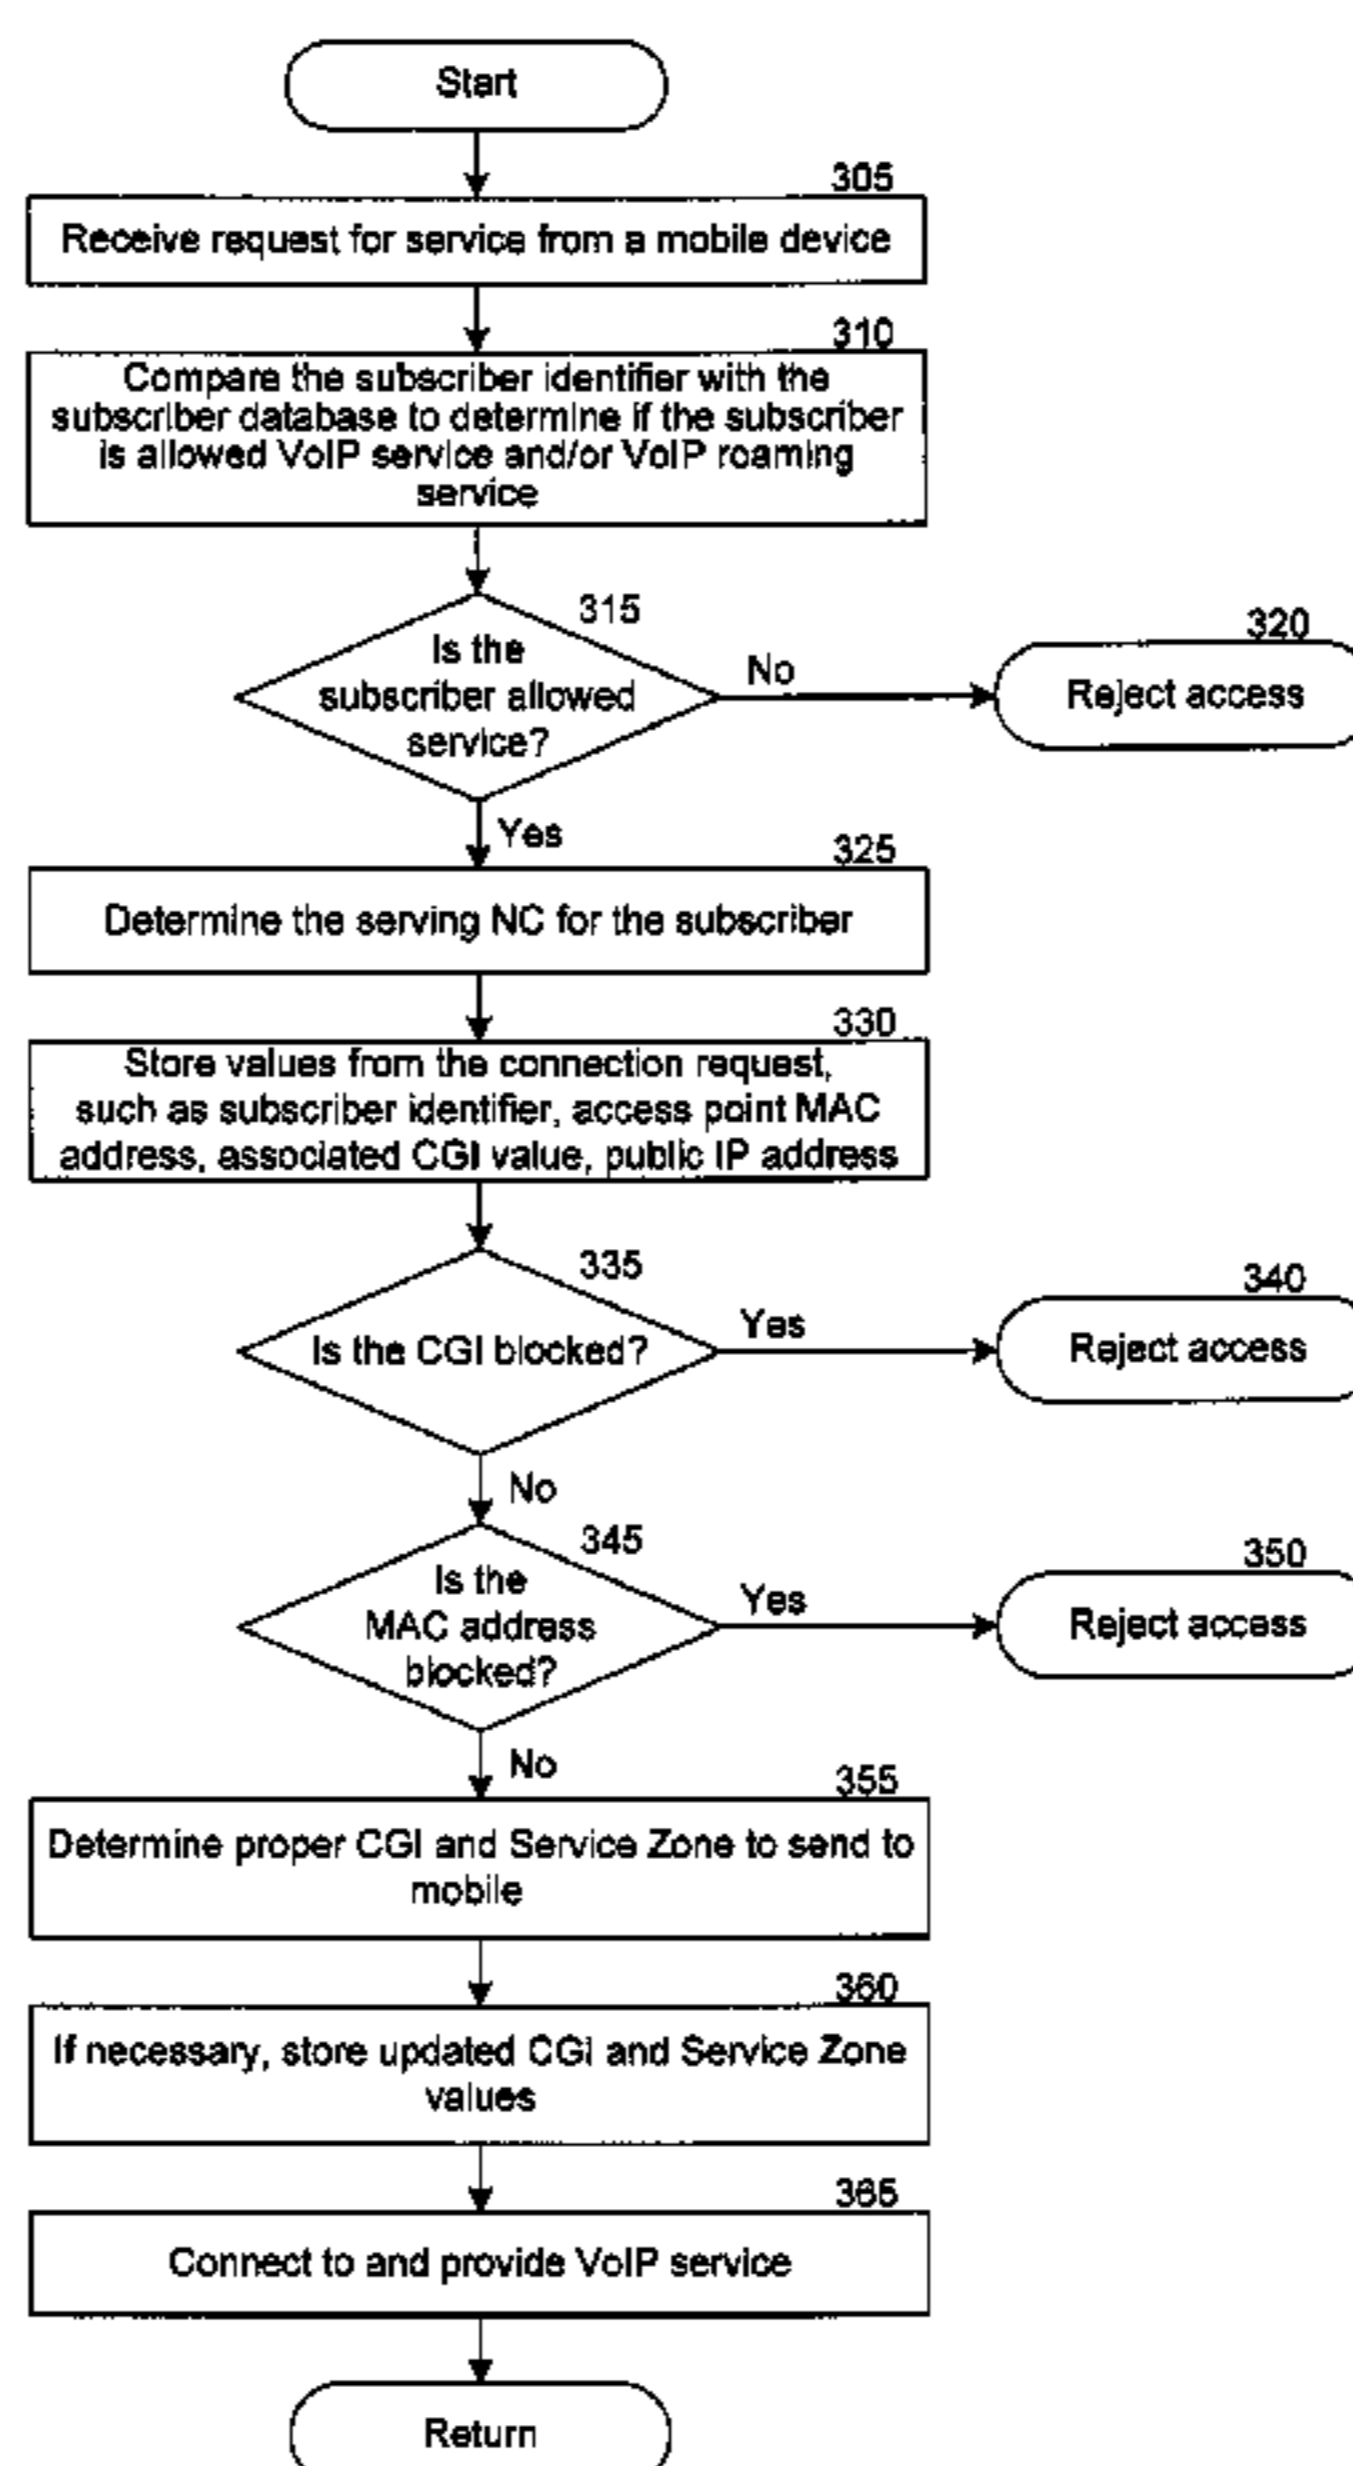 Start
305
Receive request for service from a mobile device
310
Compare the subscriber identifier with the
subscriber database to determine if the subscriber
is allowed VoIP service and/or VoIP roaming
service
315
Is the
subscriber allowed
service?
No
320
Reject access
Yes
325
Determine the serving NC for the subscriber
330
Store values from the connection request,
such as subscriber identifier, access point MAC
address, associated CGI value, public IP address
335
Is the CGI blocked?
Yes
340
Reject access
No
345
Is the
MAC address
blocked?
Yes
350
Reject access
No
355
Determine proper CGI and Service Zone to send to
mobile
360
If necessary, store updated CGI and Service Zone
values
365
Connect to and provide VoIP service
Return